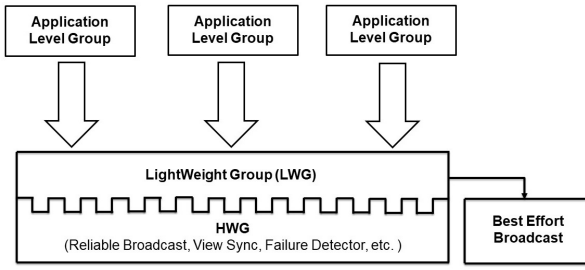 Application
Level Group
Application
Level Group
Application
Level Group
LightWeight Group (LWG)
HWG
(Reliable Broadcast, View Sync, Failure Detector, etc. )
Best Effort
Broadcast